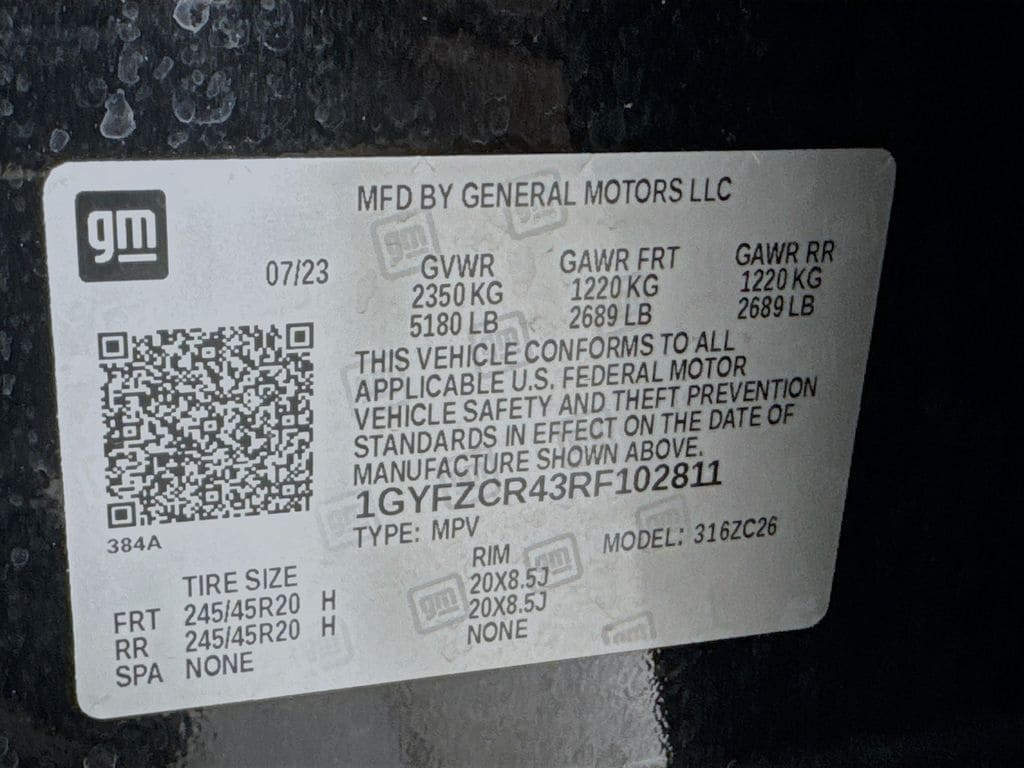 gm
MFD BY GENERAL MOTORS LLC
07/23
GVWR GAWR FRT GAWR RR
2350 KG 1220 KG 1220 KG
5180 LB 2689 LB 2689 LB
THIS VEHICLE CONFORMS TO ALL
APPLICABLE U.S. FEDERAL MOTOR
VEHICLE SAFETY AND THEFT PREVENTION
STANDARDS IN EFFECT ON THE DATE OF
MANUFACTURE SHOWN ABOVE.
1GYFZCR43RF102811
384A
TYPE: MPV MODEL: 316ZC26
TIRE SIZE RIM
FRT 245/45R20 H 20X8.5J
RR 245/45R20 H 20X8.5J
SPA NONE NONE